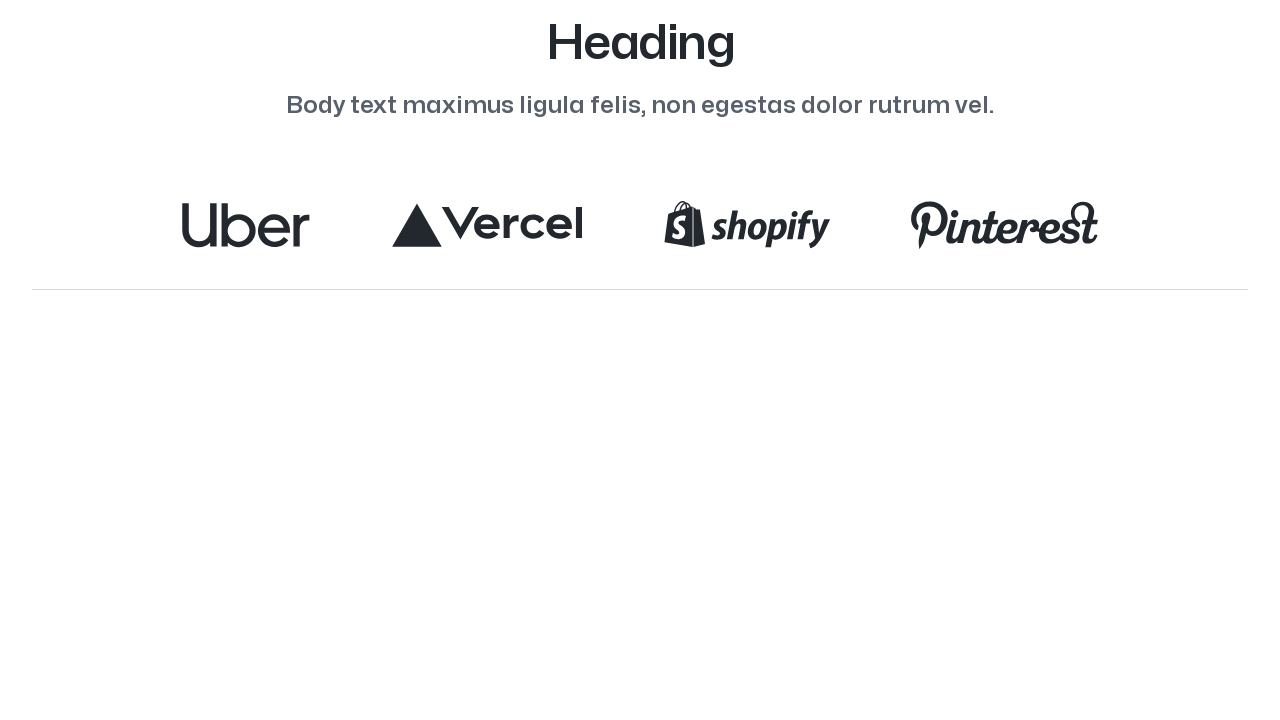 Heading
Body text maximus ligula felis, non egestas dolor rutrum vel.
Uber Vercel shopify Pinterest